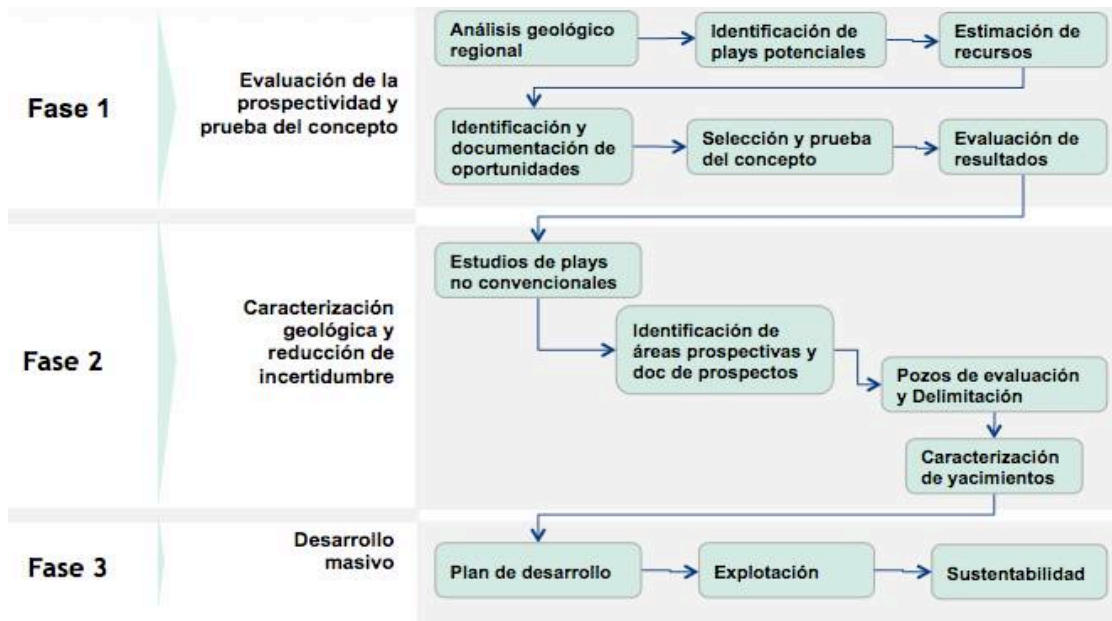 Fase 1
Evaluación de la
prospectividad y
prueba del concepto
Análisis geológico
regional
Identificación de
plays potenciales
Estimación de
recursos
Identificación y
documentación de
oportunidades
Selección y prueba
del concepto
Evaluación de
resultados
Fase 2
Caracterización
geológica y
reducción de
incertidumbre
Estudios de plays
no convencionales
Identificación de
áreas prospectivas y
doc de prospectos
Pozos de evaluación
y Delimitación
Caracterización
de yacimientos
Fase 3
Desarrollo
masivo
Plan de desarrollo
Explotación
Sustentabilidad